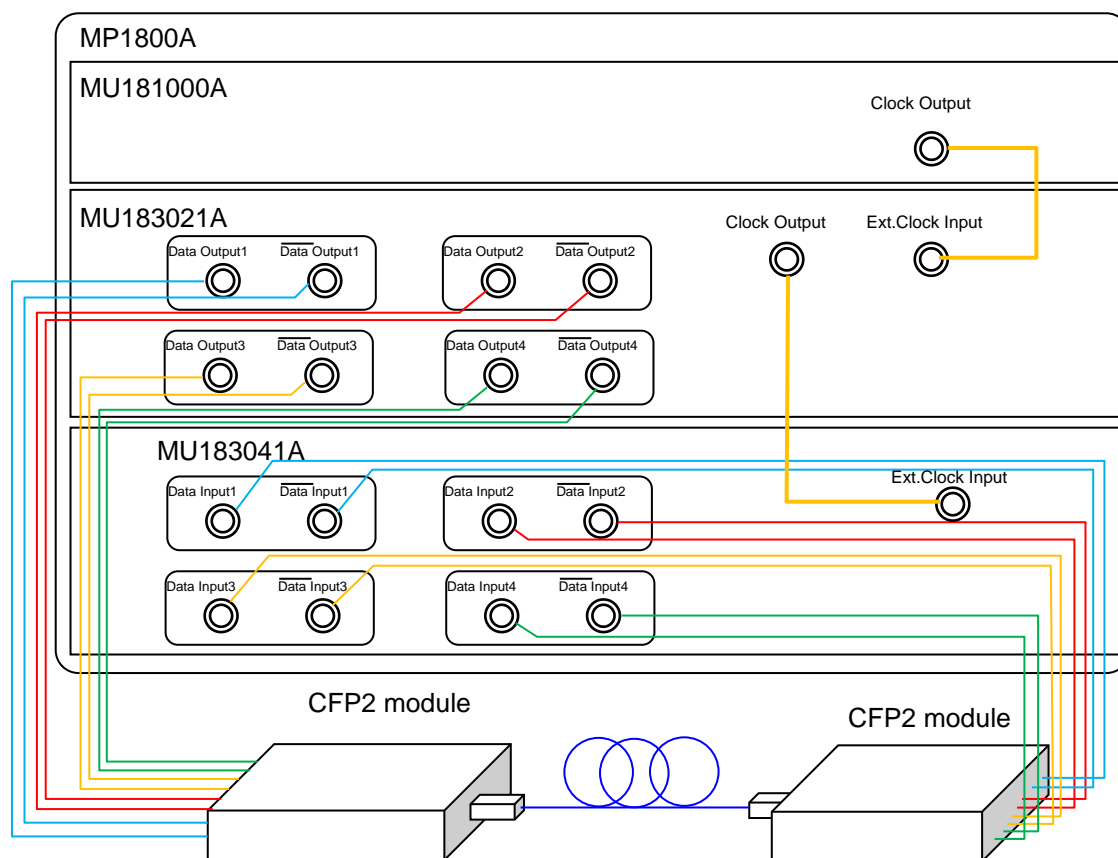 MP1800A
MU181000A
Clock Output
MU183021A
Clock Output
Ext.Clock Input
Data Output1
Data Output1
Data Output2
Data Output2
Data Output3
Data Output3
Data Output4
Data Output4
MU183041A
Ext.Clock Input
Data Input1
Data Input1
Data Input2
Data Input2
Data Input3
Data Input3
Data Input4
Data Input4
CFP2 module
CFP2 module